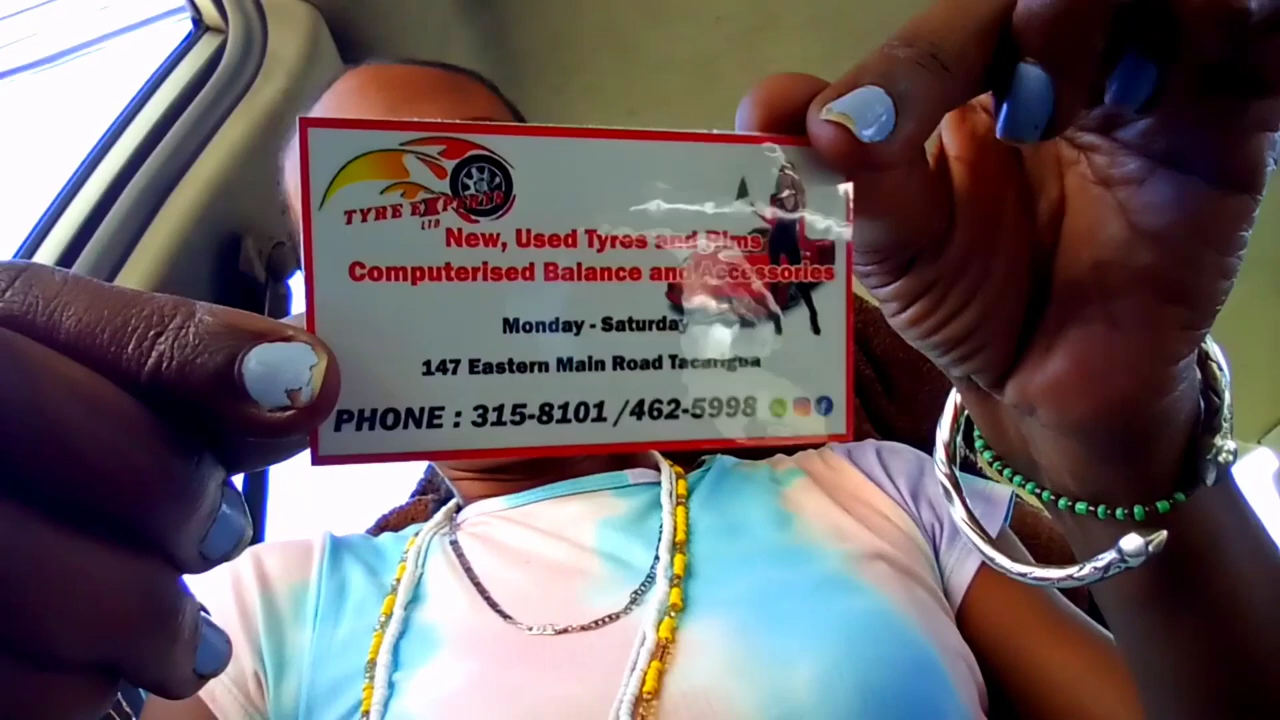 TYRE EXPERTS
LTD
New, Used Tyres and Rims
Computerised Balance and Accessories
Monday - Saturday
147 Eastern Main Road Tacarigba
PHONE : 315-8101 /462-5998